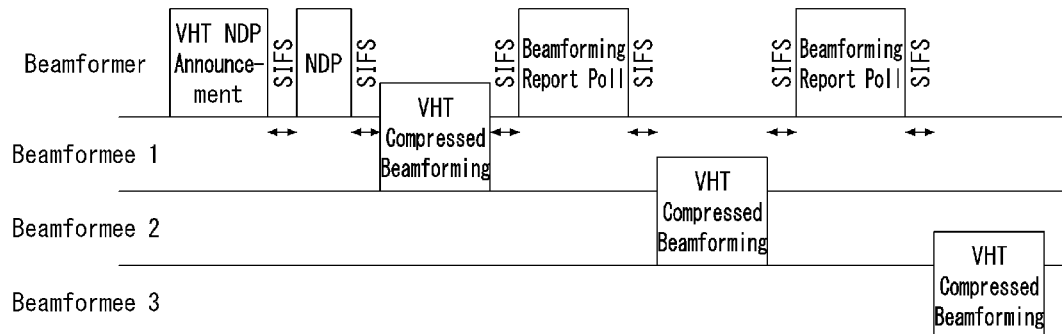 Beamformer
VHT NDP
Announce-
ment
SIFS
NDP
SIFS
SIFS
Beamforming
Report Poll
SIFS
SIFS
Beamforming
Report Poll
SIFS
Beamformee 1
VHT
Compressed
Beamforming
Beamformee 2
VHT
Compressed
Beamforming
Beamformee 3
VHT
Compressed
Beamforming